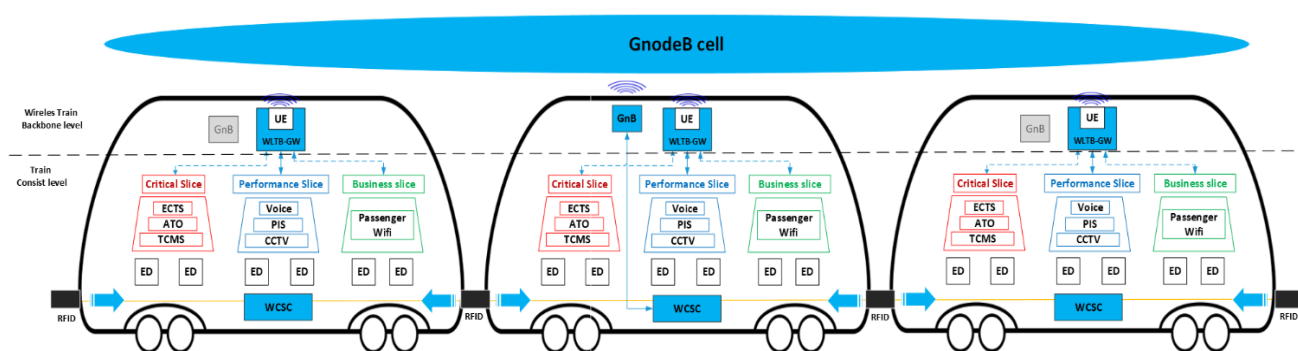 GnodeB cell
Wireles Train
Backbone level
Train
Consist level
GnB
UE
WLTB-GW
Critical Slice
Performance Slice
Business slice
ECTS
ATO
TCMS
Voice
PIS
CCTV
Passenger
Wifi
ED
ED
ED
ED
ED
ED
WCSC
RFID
GnB
UE
WLTB-GW
Critical Slice
Performance Slice
Business slice
ECTS
ATO
TCMS
Voice
PIS
CCTV
Passenger
Wifi
ED
ED
ED
ED
ED
ED
WCSC
RFID
GnB
UE
WLTB-GW
Critical Slice
Performance Slice
Business slice
ECTS
ATO
TCMS
Voice
PIS
CCTV
Passenger
Wifi
ED
ED
ED
ED
ED
ED
WCSC
RFID
RFID